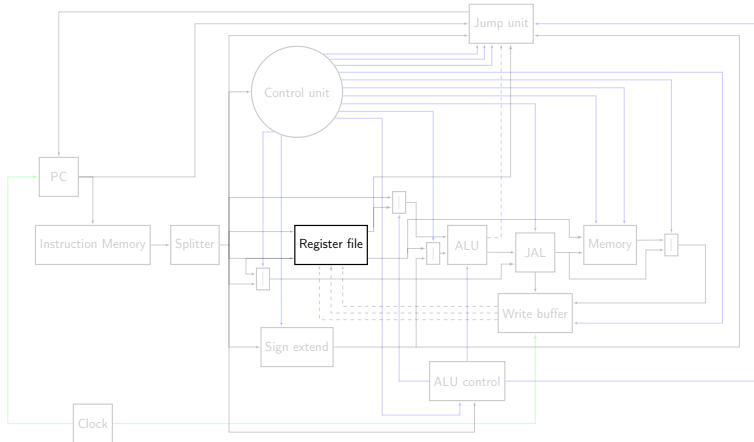 Jump unit
Control unit
PC
Instruction Memory
Splitter
Register file
ALU
JAL
Memory
Write buffer
Sign extend
ALU control
Clock